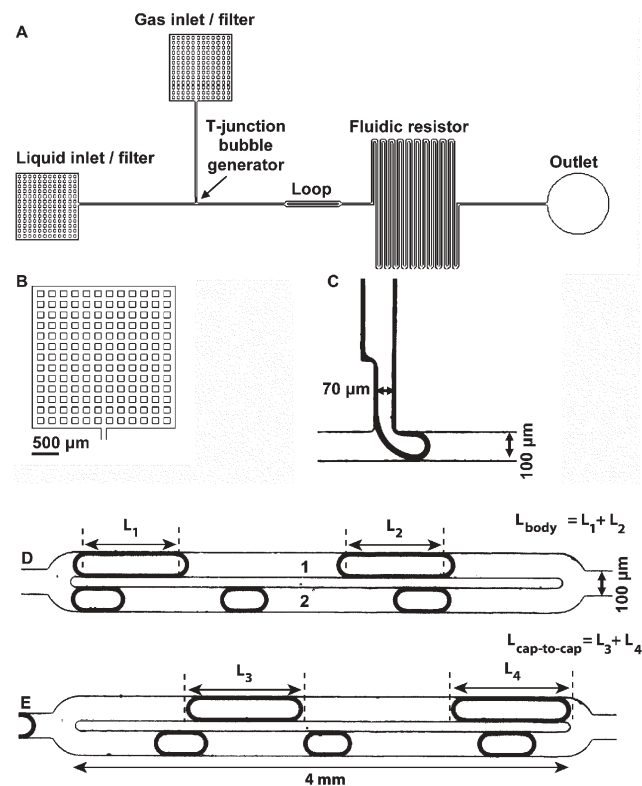 Gas inlet / filter
A
T-junction
bubble
generator
Fluidic resistor
Liquid inlet / filter
Loop
Outlet
B
C
70 µm
100 µm
500 µm
L1
L2
Lbody = L1+ L2
D
1
2
100 µm
Lcap-to-cap= L3+ L4
L3
L4
E
4 mm